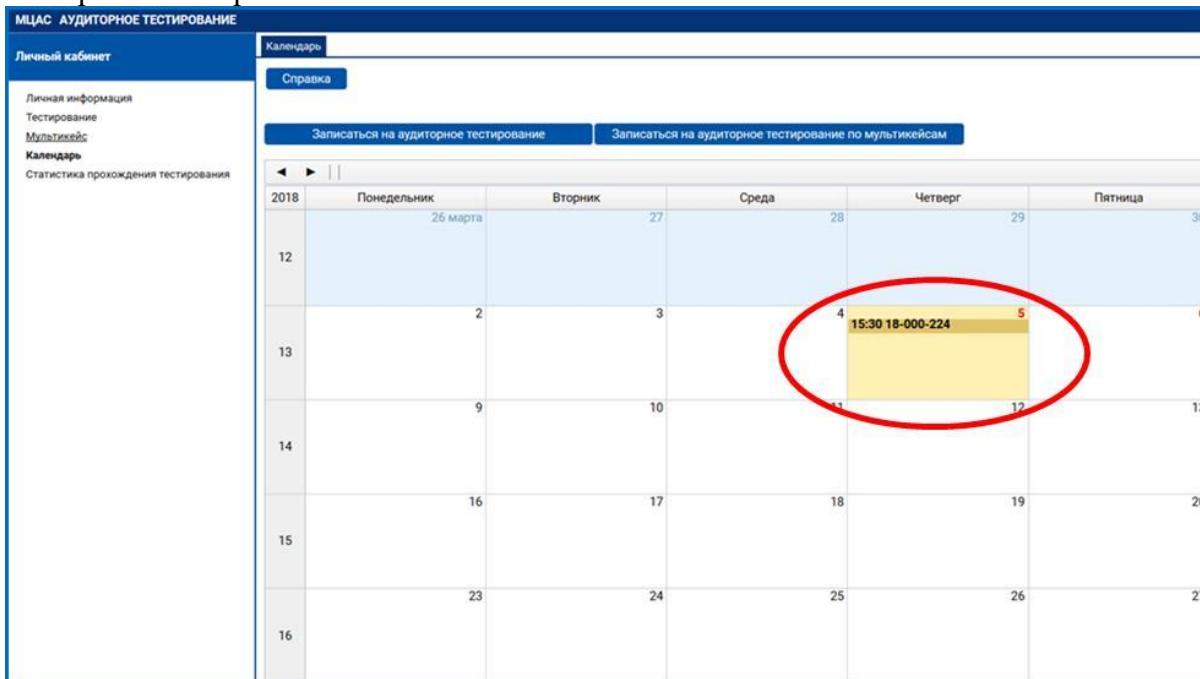 МЦАС АУДИТОРНОЕ ТЕСТИРОВАНИЕ
Личный кабинет
Личная информация
Тестирование
Мультикейс
Календарь
Статистика прохождения тестирования
Календарь
Справка
Записаться на аудиторное тестирование Записаться на аудиторное тестирование по мультикейсам
2018 Понедельник Вторник Среда Четверг Пятница
12 26 марта 27 28 29
13 2 3 4 5
15:30 18-000-224
14 9 10 11 12
15 16 17 18 19
16 23 24 25 26